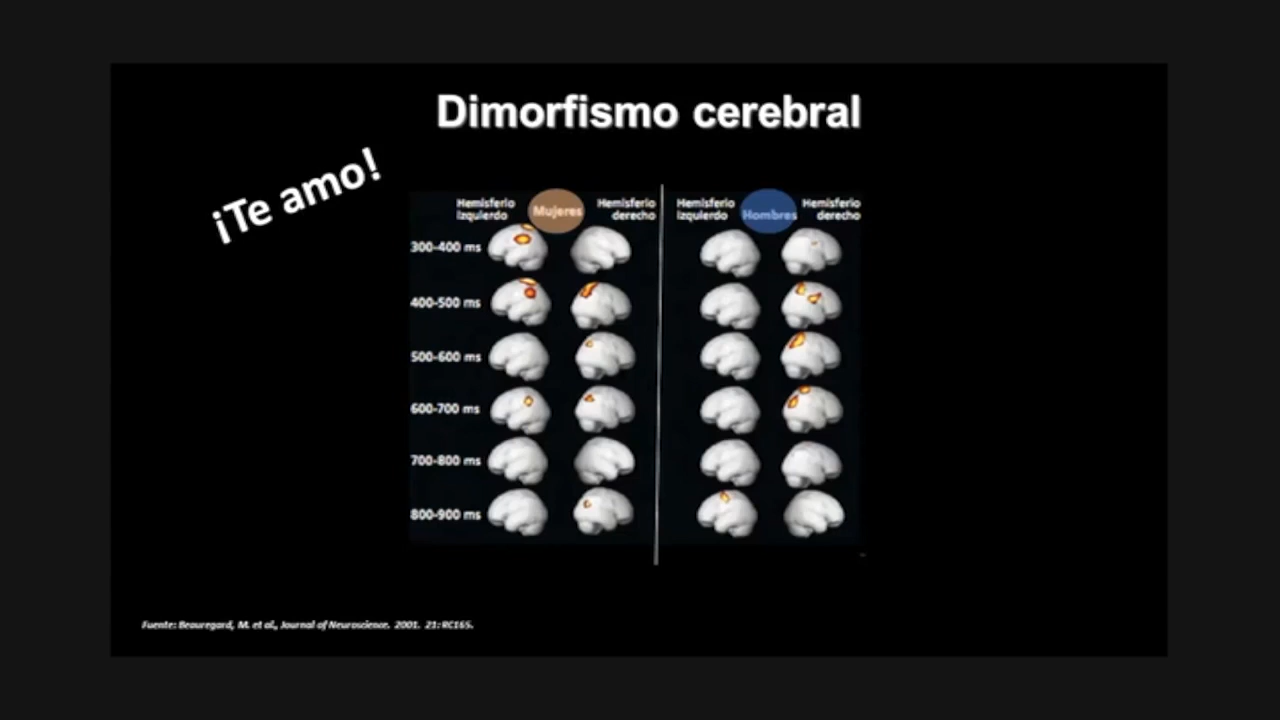 Dimorfismo cerebral
¡Te amo!
Hemisferio
Izquierdo
Mujeres
Hemisferio
derecho
Hemisferio
Izquierdo
Hombres
Hemisferio
derecho
300-400 ms
400-500 ms
500-600 ms
600-700 ms
700-800 ms
800-900 ms
Fuente: Beauregard, M. et al., Journal of Neuroscience. 2001. 21: RC165.